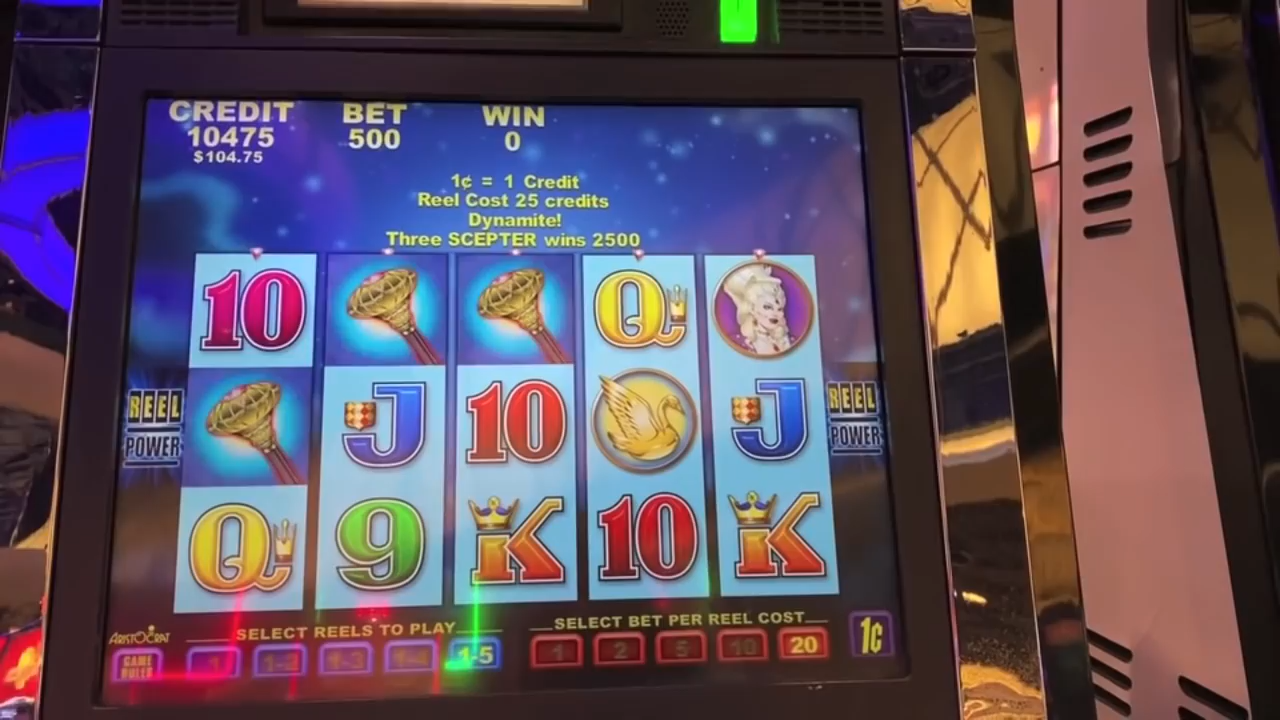 CREDIT BET WIN
10475 500 0
$104.75
1¢ = 1 Credit
Reel Cost 25 credits
Dynamite!
Three SCEPTER wins 2500
10 Q
REEL POWER J 10 J REEL POWER
Q 9 K 10 K
ARISTOCRAT SELECT REELS TO PLAY SELECT BET PER REEL COST 1¢
GAME RULES 1 1-2 1-3 1-4 1-5 1 2 5 10 20